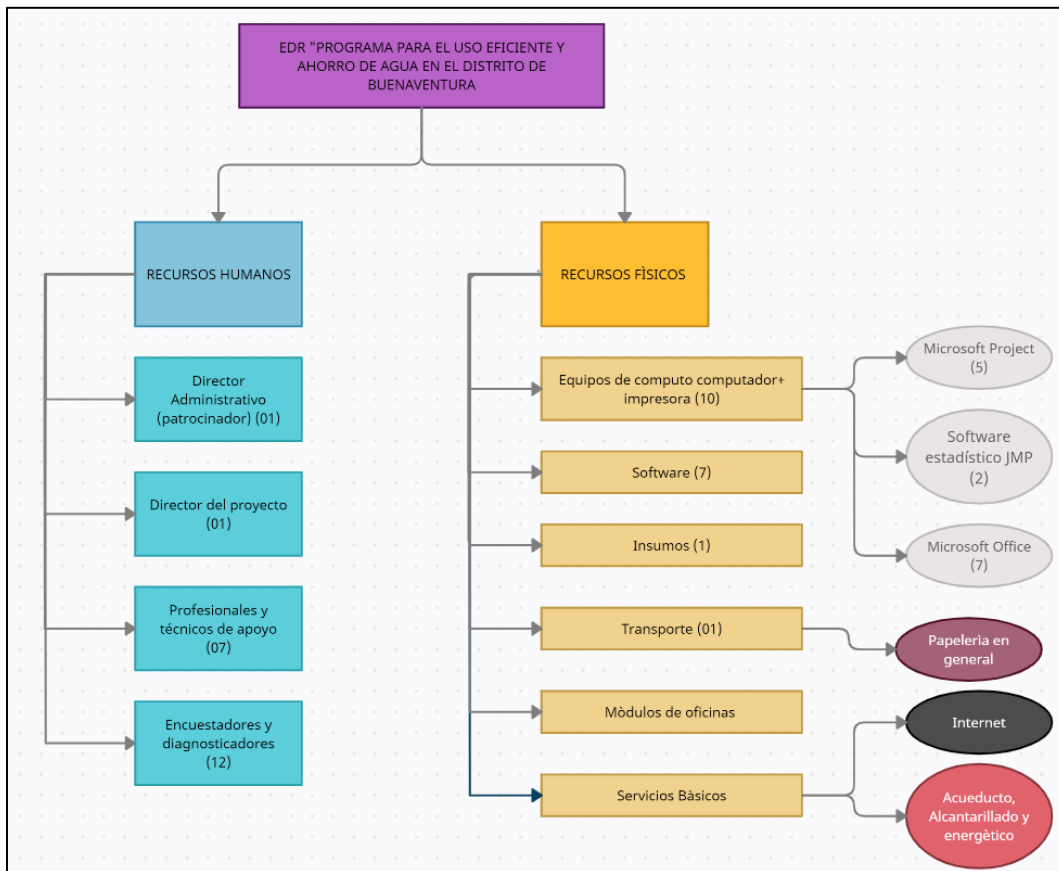 EDR "PROGRAMA PARA EL USO EFICIENTE Y
AHORRO DE AGUA EN EL DISTRITO DE
BUENAVENTURA
RECURSOS HUMANOS
Director
Administrativo
(patrocinador) (01)
Director del proyecto
(01)
Profesionales y
técnicos de apoyo
(07)
Encuestadores y
diagnosticadores
(12)
RECURSOS FÌSICOS
Equipos de computo computador+
impresora (10)
Software (7)
Insumos (1)
Transporte (01)
Mòdulos de oficinas
Servicios Bàsicos
Microsoft Project
(5)
Software
estadístico JMP
(2)
Microsoft Office
(7)
Papelerìa en
general
Internet
Acueducto,
Alcantarillado y
energètico